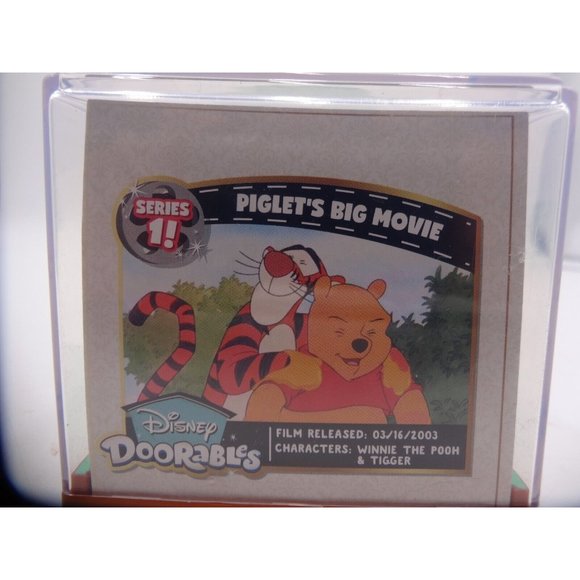 SERIES
1!
PIGLET'S BIG MOVIE
DISNEY
DOORABLES
FILM RELEASED: 03/16/2003
CHARACTERS: WINNIE THE POOH
& TIGGER